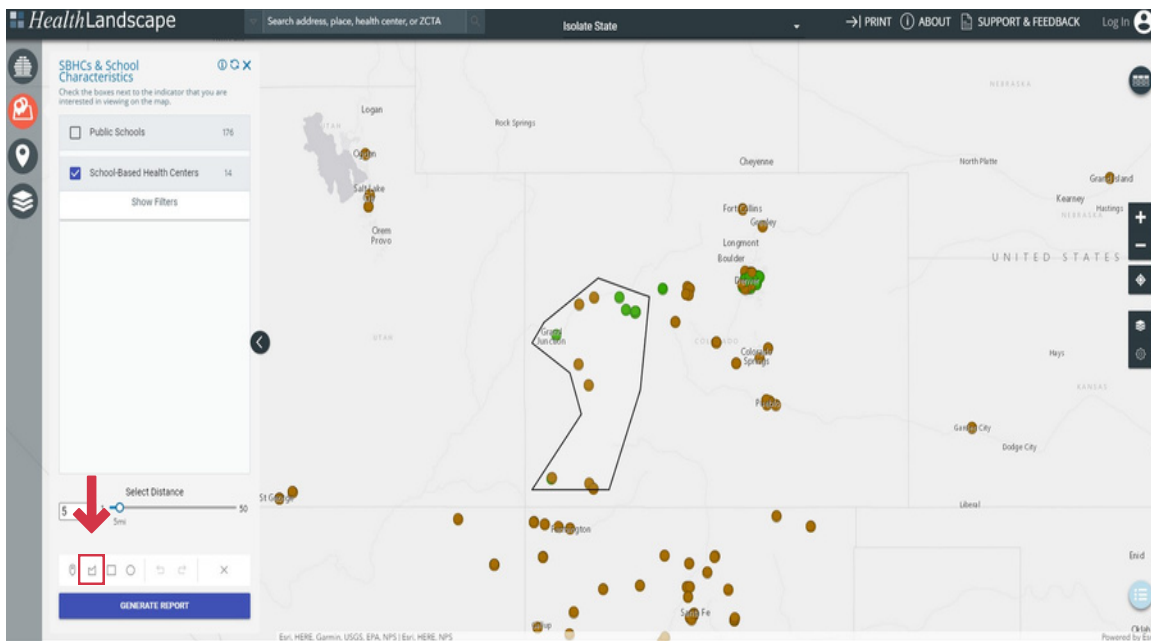 HealthLandscape
Search address, place, health center, or ZCTA
Isolate State
PRINT
ABOUT
SUPPORT & FEEDBACK
Log In
SBHCs & School
Characteristics
Check the boxes next to the indicator that you are
interested in viewing on the map.
Public Schools 176
School-Based Health Centers 14
Show Filters
Select Distance
5
50
5mi
GENERATE REPORT
Logan
UTAH
Ogden
Salt Lake
City
Orem
Provo
Rock Springs
Cheyenne
NEBRASKA
North Platte
Grand Island
Kearney
Hastings
NEBRASKA
Fort Collins
Greeley
Longmont
Boulder
Denver
UNITED STATES
Grand
Junction
UTAH
COLORADO
Colorado
Springs
Hays
KANSAS
Pueblo
Garden City
Dodge City
St George
Liberal
Farmington
Enid
Santa Fe
Gallup
Esri, HERE, Garmin, USGS, EPA, NPS | Esri, HERE, NPS
Powered by Es